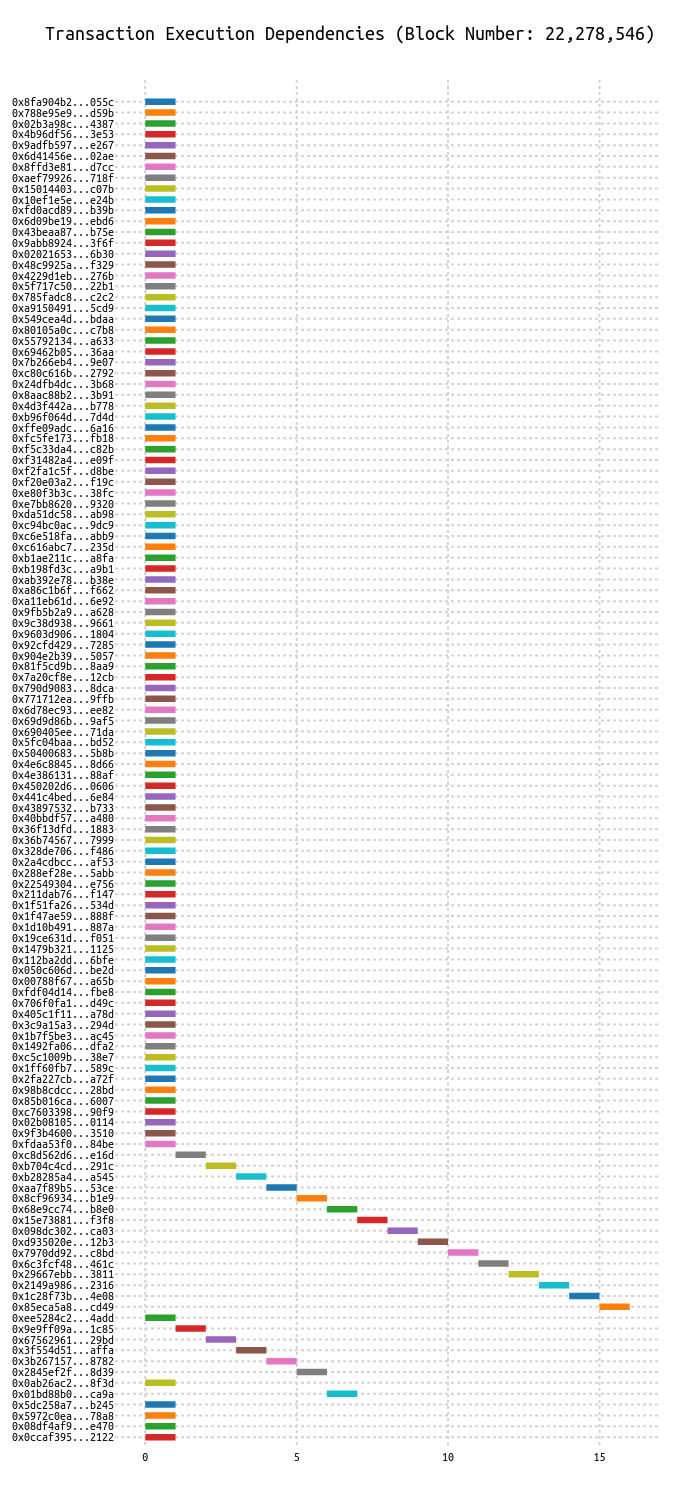 Transaction Execution Dependencies (Block Number: 22,278,546)
0x8fa904b2...055c
0x788e95e9...d59b
0x02b3a98c...4387
0x4b96df56...3e53
0x9adfb597...e267
0x6d41456e...02ae
0x8ffd3e81...d7cc
0xaef79926...718f
0x15014403...c07b
0x10ef1e5e...e24b
0xfd0acd89...b39b
0x6d09be19...ebd6
0x43beaa87...b75e
0x9abb8924...3f6f
0x02021653...6b30
0x48c9925a...f329
0x4229d1eb...276b
0x5f717c50...22b1
0x785fadc8...c2c2
0xa9150491...5cd9
0x549cea4d...bdaa
0x80105a0c...c7b8
0x55792134...a633
0x69462b05...36aa
0x7b266eb4...9e07
0xc80c616b...2792
0x24dfb4dc...3b68
0x8aac88b2...3b91
0x4d3f442a...b778
0xb96f064d...7d4d
0xffe09adc...6a16
0xfc5fe173...fb18
0xf5c33da4...c82b
0xf31482a4...e09f
0xf2fa1c5f...d8be
0xf20e03a2...f19c
0xe80f3b3c...38fc
0xe7bb8620...9320
0xda51dc58...ab98
0xc94bc0ac...9dc9
0xc6e518fa...abb9
0xc616abc7...235d
0xb1ae211c...a8fa
0xb198fd3c...a9b1
0xab392e78...b38e
0xa86c1b6f...f662
0xa11eb61d...6e92
0x9fb5b2a9...a628
0x9c38d938...9661
0x9603d906...1804
0x92cfd429...7285
0x904e2b39...5057
0x81f5cd9b...8aa9
0x7a20cf8e...12cb
0x790d9083...8dca
0x771712ea...9ffb
0x6d78ec93...ee82
0x69d9d86b...9af5
0x690405ee...71da
0x5fc04baa...bd52
0x50400683...5b8b
0x4e6c8845...8d66
0x4e386131...88af
0x450202d6...0606
0x441c4bed...6e84
0x43897532...b733
0x40bbdf57...a480
0x36f13dfd...1883
0x36b74567...7999
0x328de706...f486
0x2a4cdbcc...af53
0x288ef28e...5abb
0x22549304...e756
0x211dab76...f147
0x1f51fa26...534d
0x1f47ae59...888f
0x1d10b491...887a
0x19ce631d...f051
0x1479b321...1125
0x112ba2dd...6bfe
0x050c606d...be2d
0x00788f67...a65b
0xfdf04d14...fbe8
0x706f0fa1...d49c
0x405c1f11...a78d
0x3c9a15a3...294d
0x1b7f5be3...ac45
0x1492fa06...dfa2
0xc5c1009b...38e7
0x1ff60fb7...589c
0x2fa227cb...a72f
0x98b8cdcc...28bd
0x85b016ca...6007
0xc7603398...90f9
0x02b08105...0114
0x9f3b4600...3510
0xfdaa53f0...84be
0xc8d562d6...e16d
0xb704c4cd...291c
0xb28285a4...a545
0xaa7f89b5...53ce
0x8cf96934...b1e9
0x68e9cc74...b8e0
0x15e73881...f3f8
0x098dc302...ca03
0xd935020e...12b3
0x7970dd92...c8bd
0x6c3fcf48...461c
0x29667ebb...3811
0x2149a986...2316
0x1c28f73b...4e08
0x85eca5a8...cd49
0xee5284c2...4add
0x9e9ff09a...1c85
0x67562961...29bd
0x3f554d51...affa
0x3b267157...8782
0x2845ef2f...8d39
0x0ab26ac2...8f3d
0x01bd88b0...ca9a
0x5dc258a7...b245
0x5972c0ea...78a8
0x08df4af9...e470
0x0ccaf395...2122
0 5 10 15